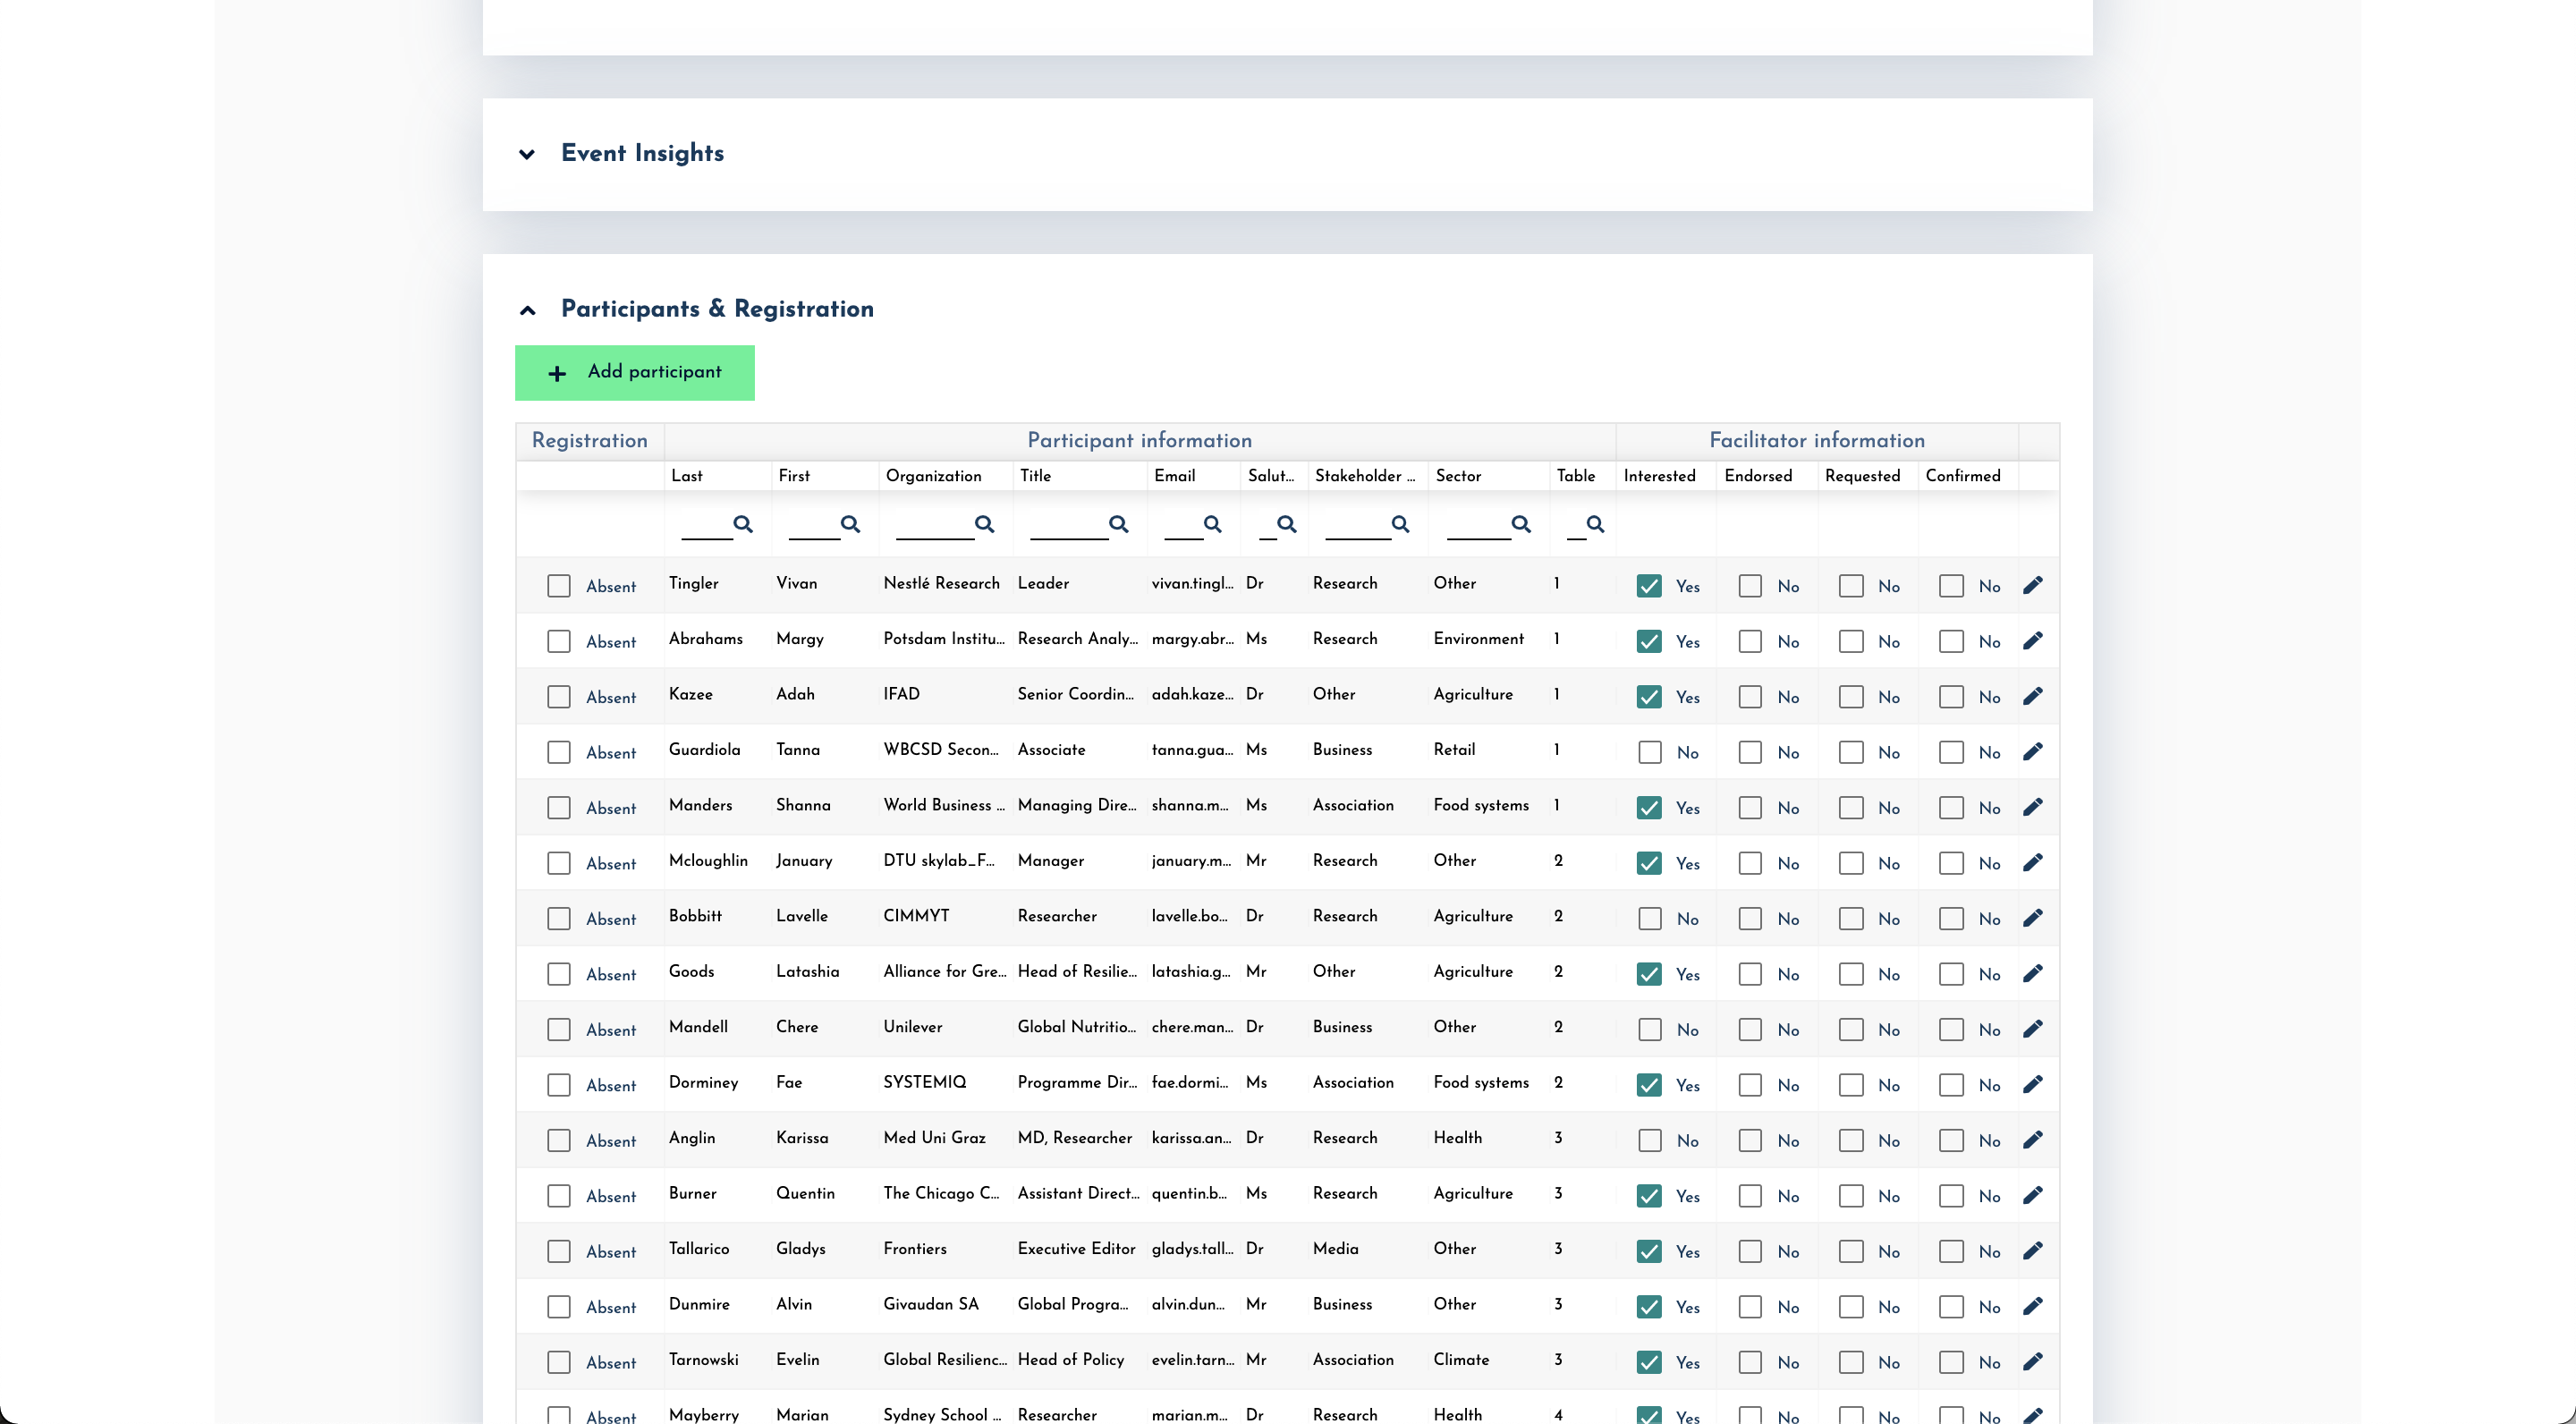 Event Insights
Participants & Registration
Add participant
Registration Participant information Facilitator information
Last First Organization Title Email Salut... Stakeholder ... Sector Table Interested Endorsed Requested Confirmed
Absent Tingler Vivan Nestlé Research Leader vivan.tingl... Dr Research Other 1 Yes No No No
Absent Abrahams Margy Potsdam Institu... Research Analy... margy.abr... Ms Research Environment 1 Yes No No No
Absent Kazee Adah IFAD Senior Coordin... adah.kaze... Dr Other Agriculture 1 Yes No No No
Absent Guardiola Tanna WBCSD Secon... Associate tanna.gua... Ms Business Retail 1 No No No No
Absent Manders Shanna World Business ... Managing Dire... shanna.m... Ms Association Food systems 1 Yes No No No
Absent Mcloughlin January DTU skylab_F... Manager january.m... Mr Research Other 2 Yes No No No
Absent Bobbitt Lavelle CIMMYT Researcher lavelle.bo... Dr Research Agriculture 2 No No No No
Absent Goods Latashia Alliance for Gre... Head of Resilie... latashia.g... Mr Other Agriculture 2 Yes No No No
Absent Mandell Chere Unilever Global Nutritio... chere.man... Dr Business Other 2 No No No No
Absent Dorminey Fae SYSTEMIQ Programme Dir... fae.dormi... Ms Association Food systems 2 Yes No No No
Absent Anglin Karissa Med Uni Graz MD, Researcher karissa.an... Dr Research Health 3 No No No No
Absent Burner Quentin The Chicago C... Assistant Direct... quentin.b... Ms Research Agriculture 3 Yes No No No
Absent Tallarico Gladys Frontiers Executive Editor gladys.tall... Dr Media Other 3 Yes No No No
Absent Dunmire Alvin Givaudan SA Global Progra... alvin.dun... Mr Business Other 3 Yes No No No
Absent Tarnowski Evelin Global Resilienc... Head of Policy evelin.tarn... Mr Association Climate 3 Yes No No No
Absent Mayberry Marian Sydney School ... Researcher marian.m... Dr Research Health 4 Yes No No No